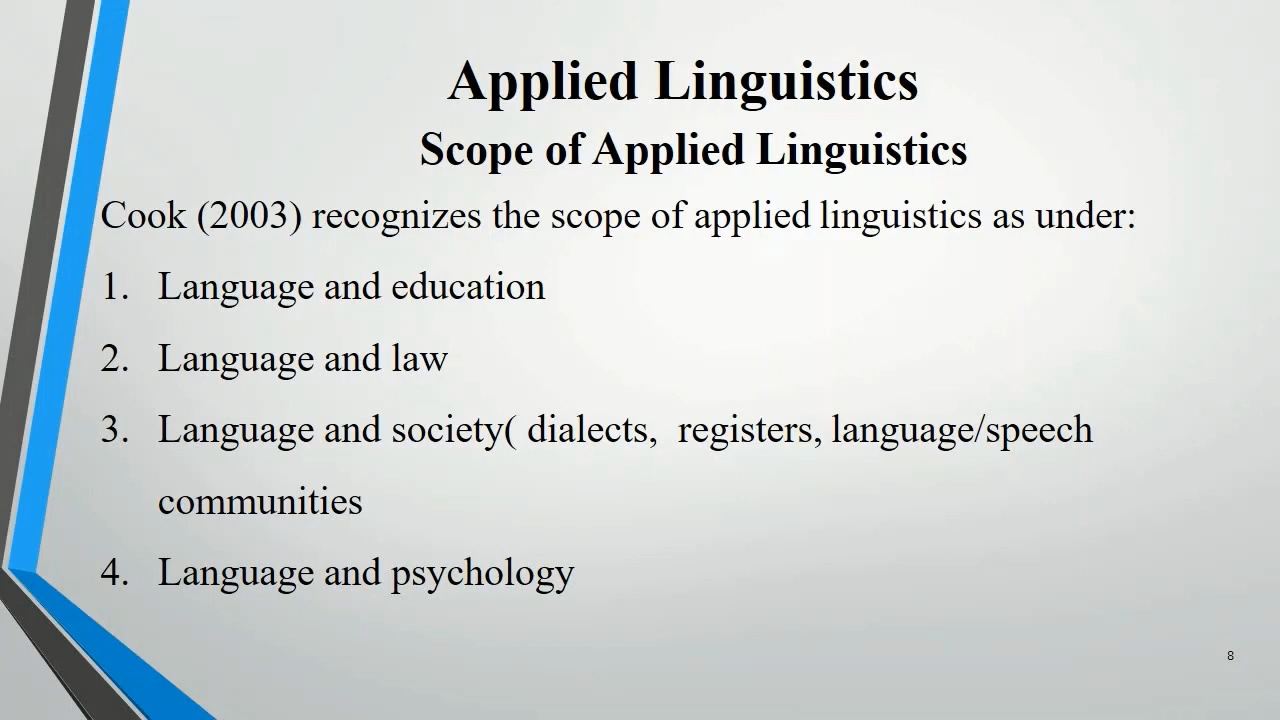 Applied Linguistics
Scope of Applied Linguistics
Cook (2003) recognizes the scope of applied linguistics as under:
1. Language and education
2. Language and law
3. Language and society( dialects,  registers, language/speech
communities
4. Language and psychology
8